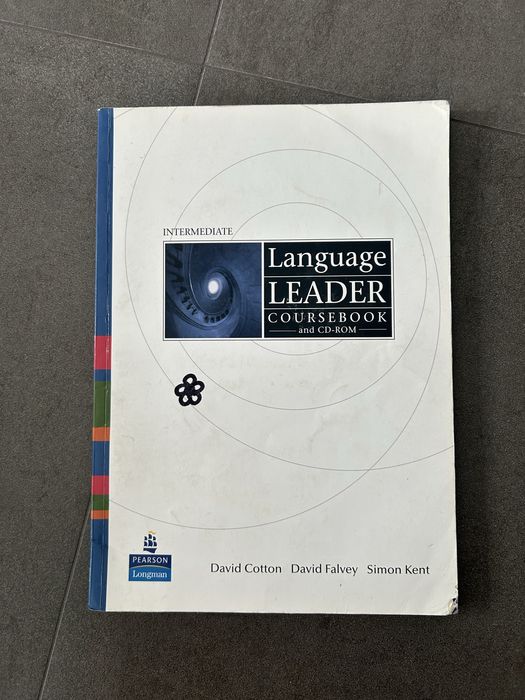 INTERMEDIATE
Language
LEADER
COURSEBOOK
and CD-ROM
PEARSON
Longman
David Cotton David Falvey Simon Kent